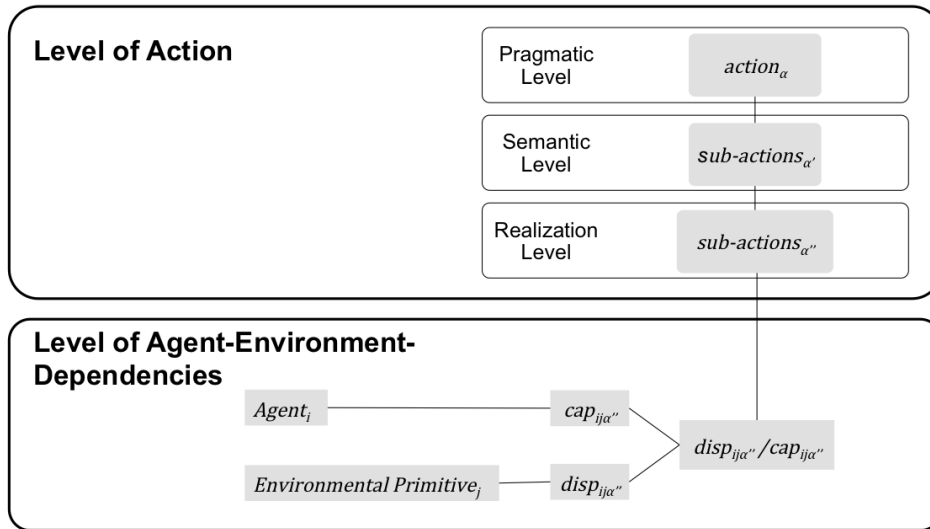 Level of Action
Pragmatic
Level
action_α
Semantic
Level
sub-actions_α′
Realization
Level
sub-actions_α″
Level of Agent-Environment-
Dependencies
Agent_i
cap_ijα″
disp_ijα″/cap_ijα″
Environmental Primitive_j
disp_ijα″